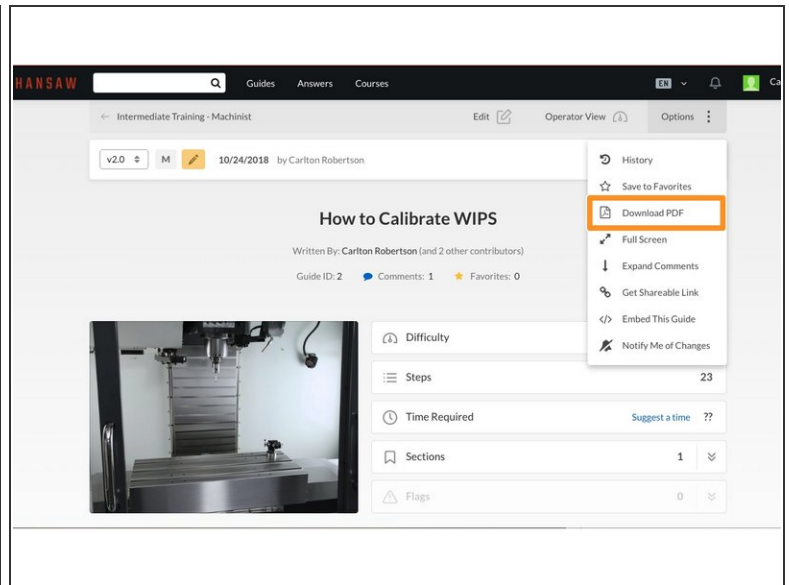 HANSAW Guides Answers Courses EN Ca
← Intermediate Training - Machinist Edit Operator View Options
v2.0 M 10/24/2018 by Carlton Robertson
History
Save to Favorites
Download PDF
Full Screen
Expand Comments
Get Shareable Link
Embed This Guide
Notify Me of Changes
How to Calibrate WIPS
Written By: Carlton Robertson (and 2 other contributors)
Guide ID: 2 Comments: 1 Favorites: 0
Difficulty
Steps 23
Time Required Suggest a time ??
Sections 1
Flags 0